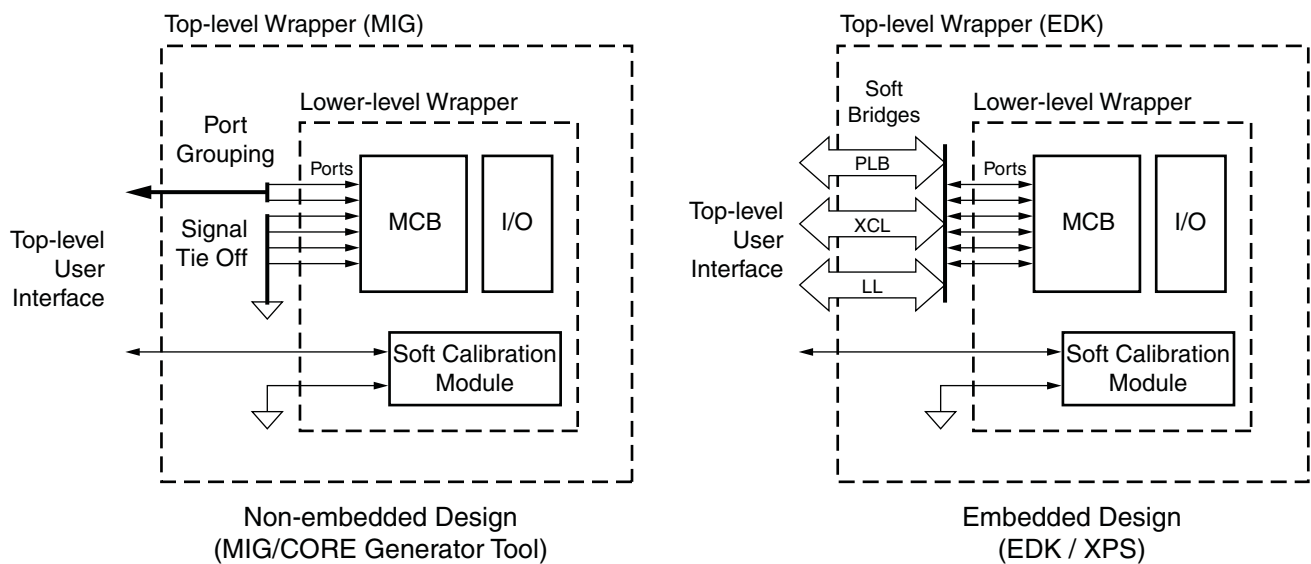 Top-level Wrapper (MIG)
Lower-level Wrapper
Port
Grouping
Ports
MCB
I/O
Signal
Tie Off
Top-level
User
Interface
Soft Calibration
Module
Non-embedded Design
(MIG/CORE Generator Tool)
Top-level Wrapper (EDK)
Soft
Bridges
Lower-level Wrapper
PLB
Ports
XCL
MCB
I/O
LL
Top-level
User
Interface
Soft Calibration
Module
Embedded Design
(EDK / XPS)